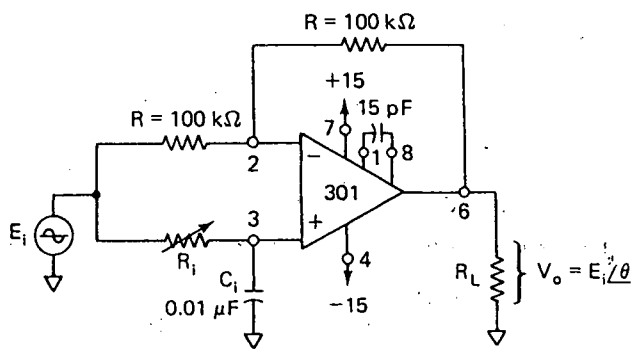 R = 100 kΩ
+15
15 pF
R = 100 kΩ
7
1
8
2
−
301
6
3
+
E_i
R_i
4
C_i
0.01 μF
−15
R_L
V_o = E_i∠θ